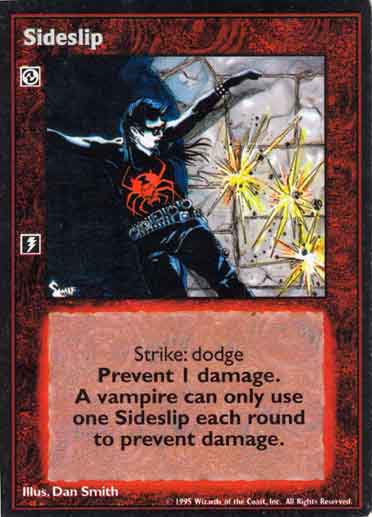 Sideslip
Strike: dodge
Prevent 1 damage.
A vampire can only use
one Sideslip each round
to prevent damage.
Illus. Dan Smith
© 1995 Wizards of the Coast, Inc. All Rights Reserved.